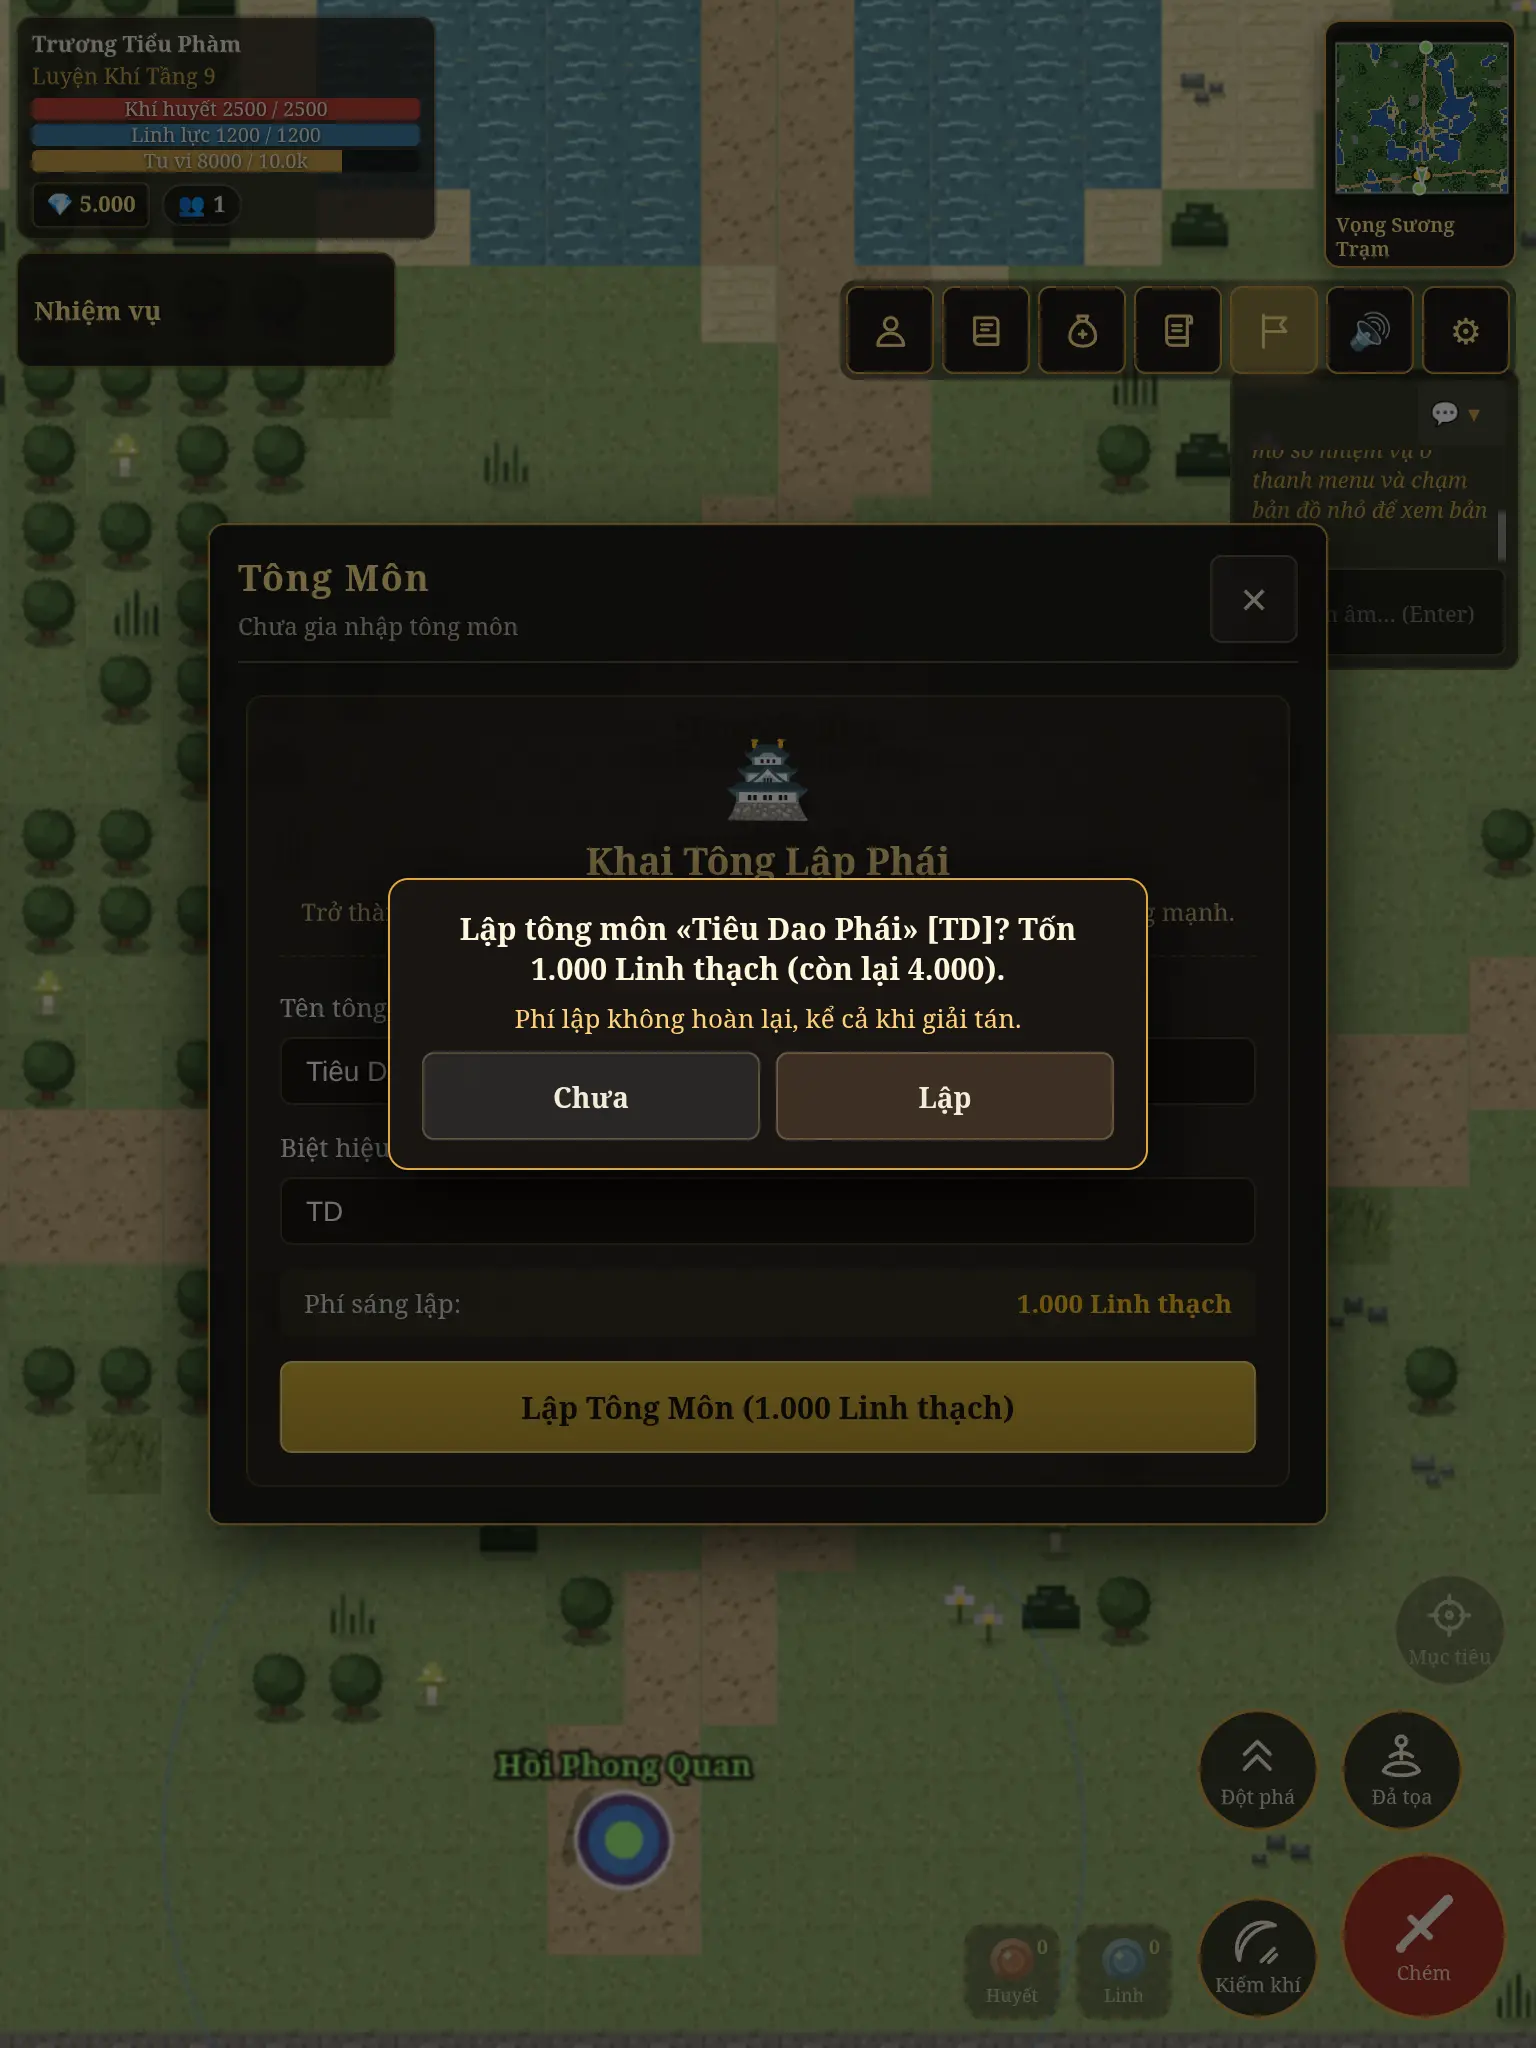 Trương Tiểu Phàm
Luyện Khí Tầng 9
Khí huyết 2500 / 2500
Linh lực 1200 / 1200
Tu vi 8000 / 10.0k
5.000
1
Vọng Sương
Trạm
Nhiệm vụ
mở sổ nhiệm vụ ở
thanh menu và chạm
bản đồ nhỏ để xem bản
âm... (Enter)
Tông Môn
Chưa gia nhập tông môn
Khai Tông Lập Phái
Trở
mạnh.
Lập tông môn «Tiêu Dao Phái» [TD]? Tốn
1.000 Linh thạch (còn lại 4.000).
Phí lập không hoàn lại, kể cả khi giải tán.
Chưa
Lập
Tên tông
Tiêu D
Biệt hiệu
TD
Phí sáng lập:
1.000 Linh thạch
Lập Tông Môn (1.000 Linh thạch)
Mục tiêu
Hồi Phong Quan
Đột phá
Đả tọa
0
Huyết
0
Linh
Kiếm khí
Chém